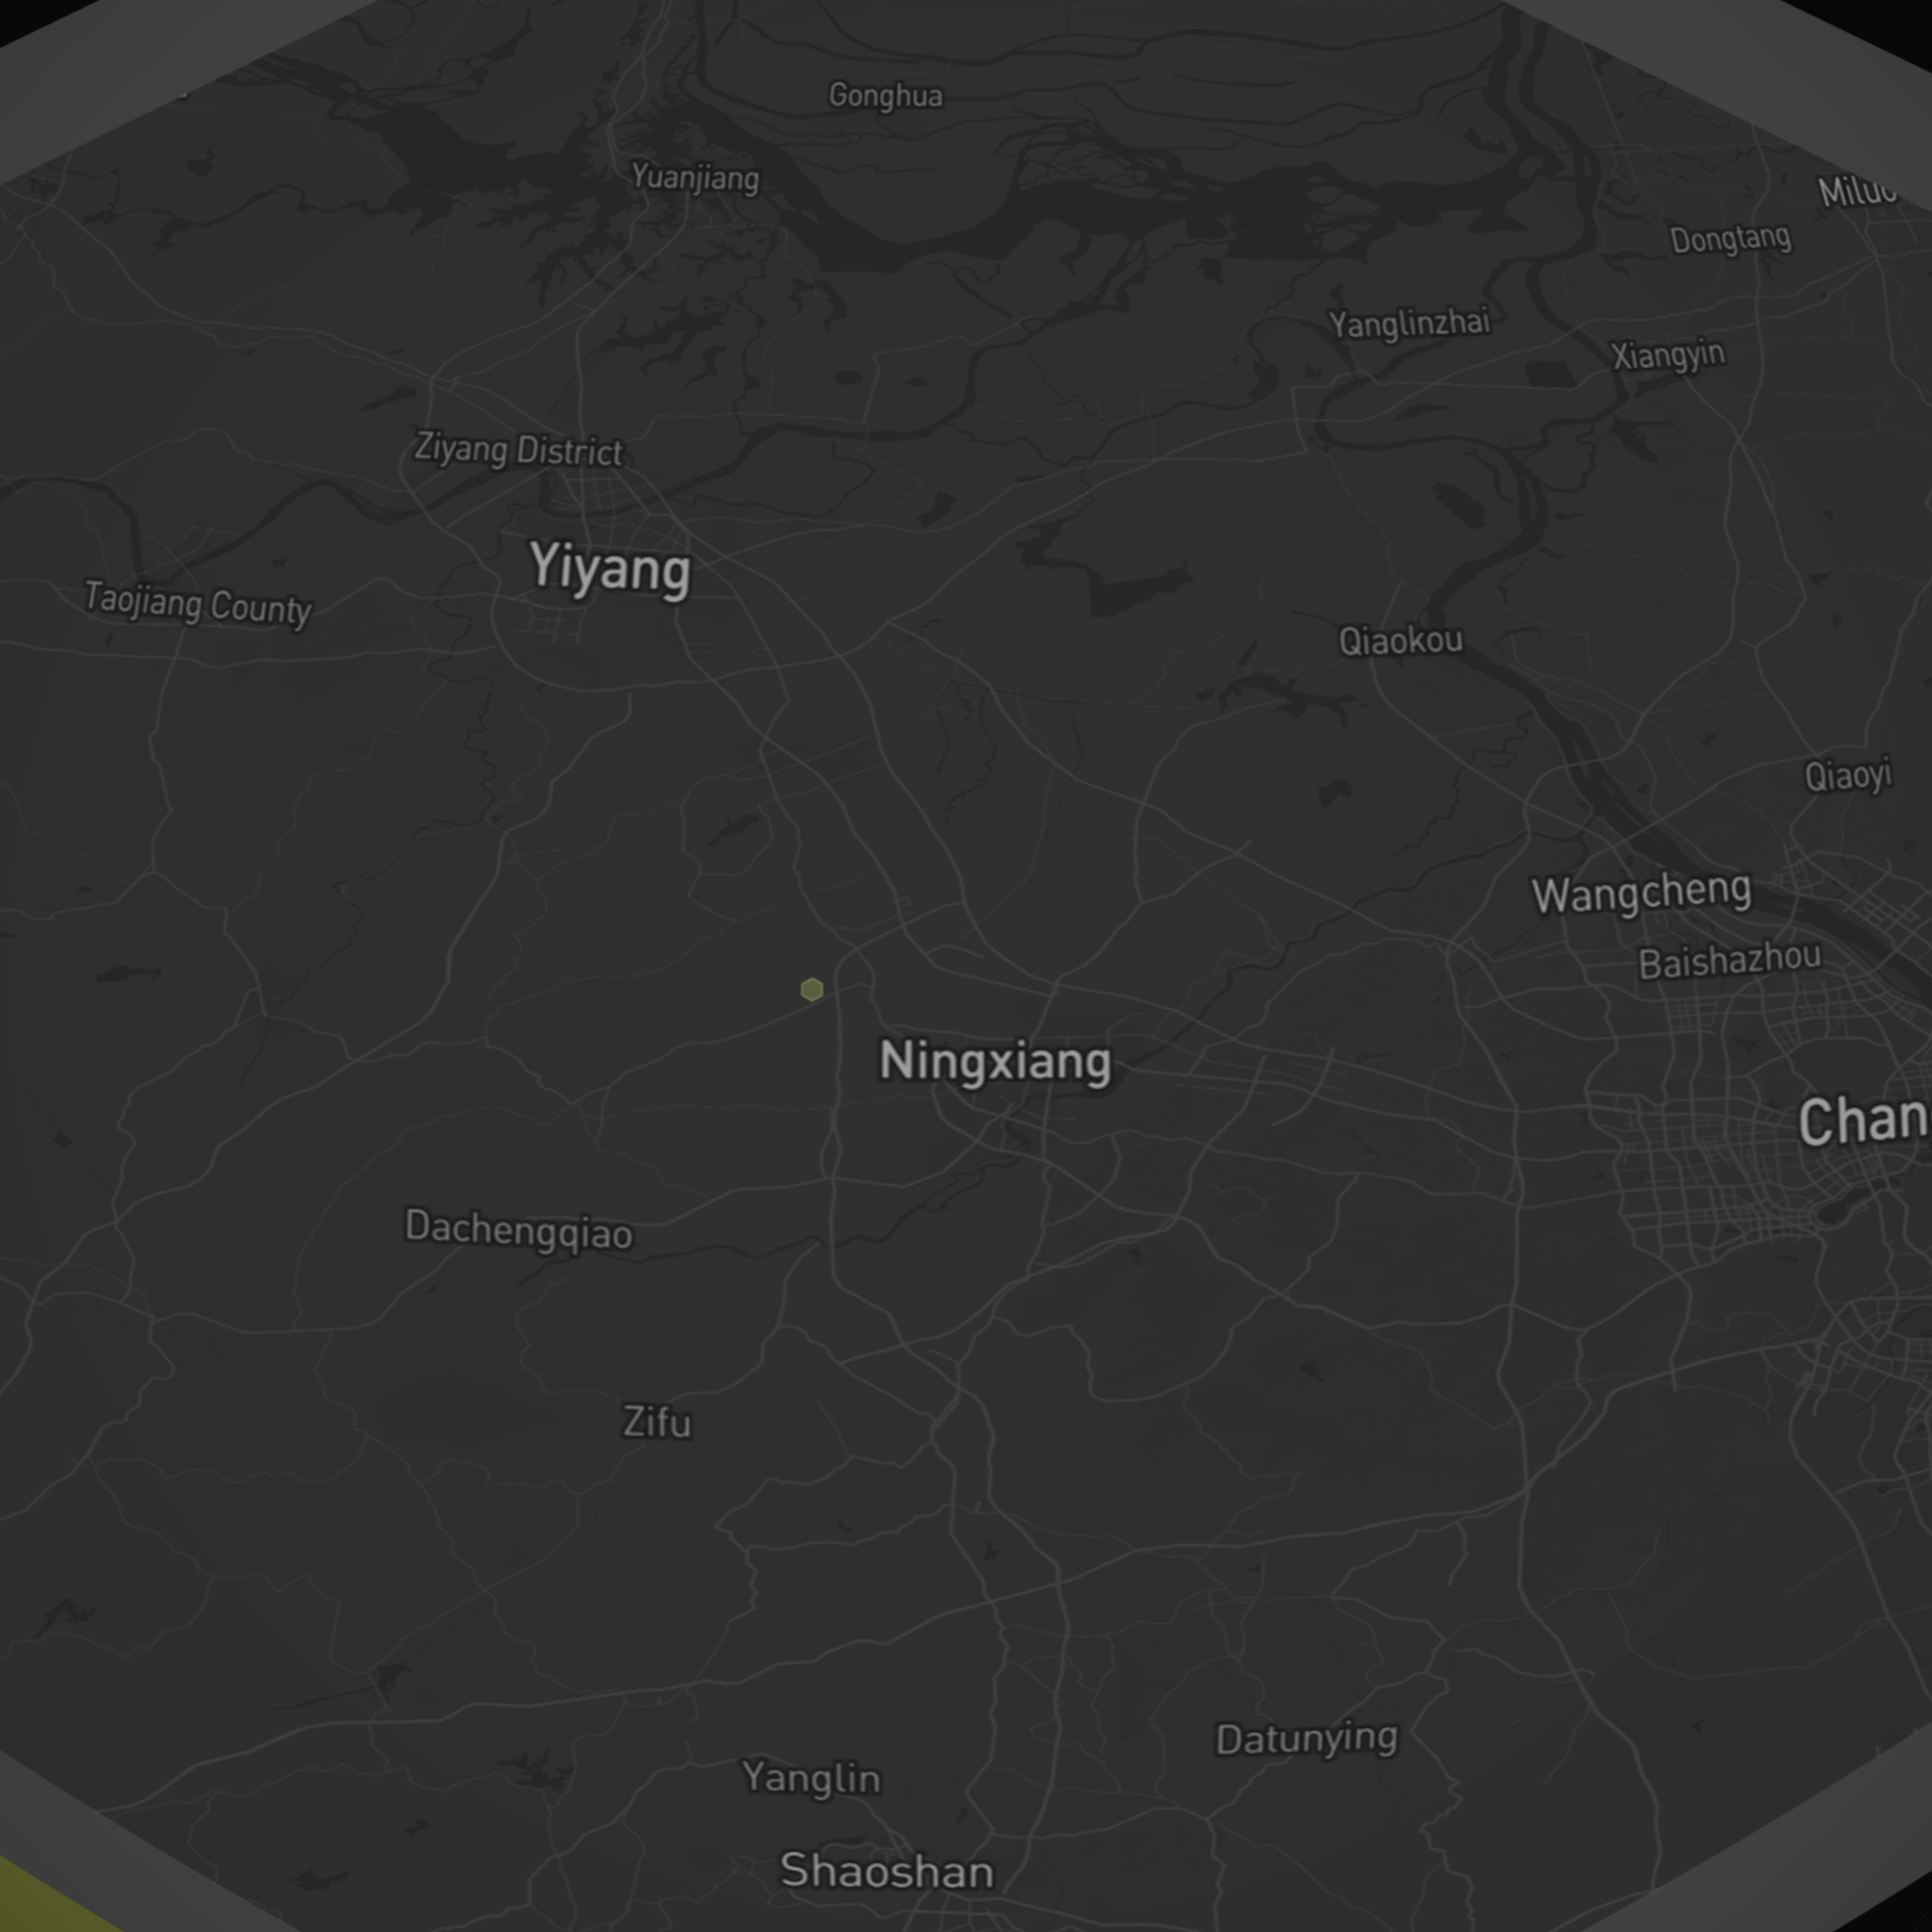 Gonghua
Yuanjiang
Dongtang
Yanglinzhai
Xiangyin
Ziyang District
Yiyang
Taojiang County
Qiaokou
Qiaoyi
Wangcheng
Baishazhou
Ningxiang
Chan
Dachengqiao
Zifu
Datunying
Yanglin
Shaoshan